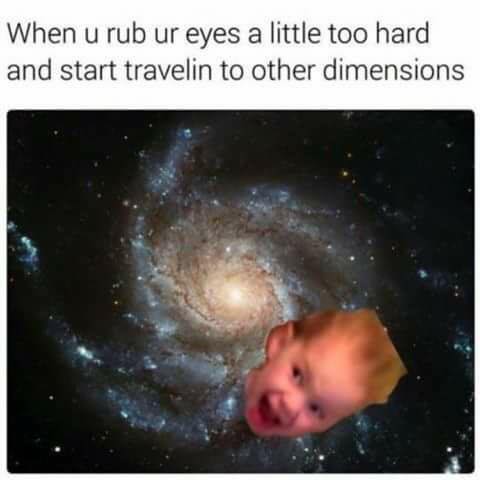 When u rub ur eyes a little too hard
and start travelin to other dimensions